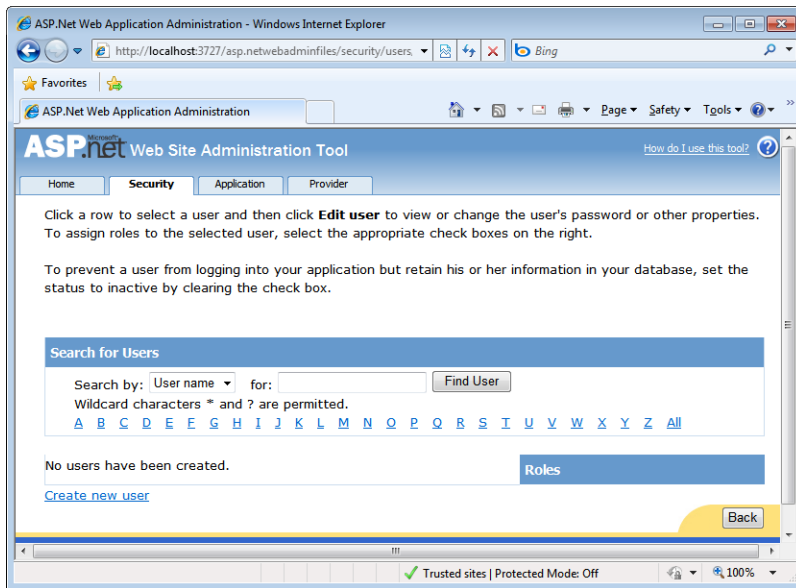 ASP.Net Web Application Administration - Windows Internet Explorer
http://localhost:3727/asp.netwebadminfiles/security/users, Bing
Favorites
ASP.Net Web Application Administration Page Safety Tools
Microsoft
ASP.net Web Site Administration Tool How do I use this tool? ?
Home Security Application Provider
Click a row to select a user and then click Edit user to view or change the user's password or other properties.
To assign roles to the selected user, select the appropriate check boxes on the right.
To prevent a user from logging into your application but retain his or her information in your database, set the
status to inactive by clearing the check box.
Search for Users
Search by: User name for: Find User
Wildcard characters * and ? are permitted.
A B C D E F G H I J K L M N O P Q R S T U V W X Y Z All
No users have been created. Roles
Create new user
Back
Trusted sites | Protected Mode: Off 100%